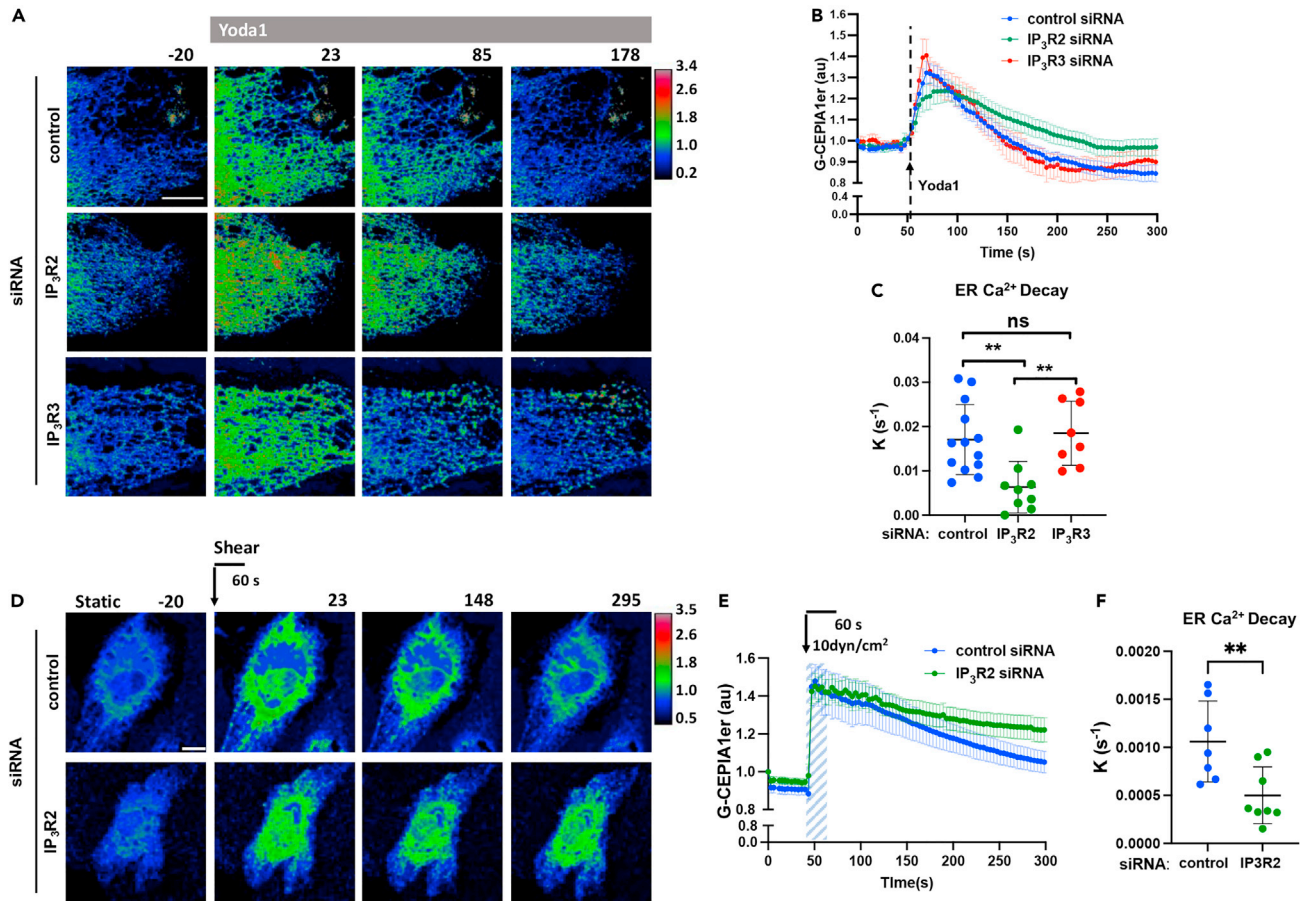 A
Yoda1
-20
23
85
178
siRNA
control
IP₃R2
IP₃R3
3.4
2.6
1.8
1.0
0.2
B
control siRNA
IP₃R2 siRNA
IP₃R3 siRNA
G-CEPIA1er (au)
1.6
1.4
1.2
1.0
0.9
0.8
0.4
0.0
Yoda1
0
50
100
150
200
250
300
Time (s)
C
ER Ca²⁺ Decay
ns
**
**
K (s⁻¹)
0.04
0.03
0.02
0.01
0.00
siRNA: control IP₃R2 IP₃R3
Shear
60 s
D
Static
-20
23
148
295
siRNA
control
IP₃R2
3.5
2.6
1.6
1.0
0.5
E
60 s
10dyn/cm²
control siRNA
IP₃R2 siRNA
G-CEPIA1er (au)
1.6
1.4
1.2
1.0
0.8
0.8
0.0
0
50
100
150
200
250
300
TIme(s)
F
ER Ca²⁺ Decay
**
K (s⁻¹)
0.0020
0.0015
0.0010
0.0005
0.0000
siRNA: control IP3R2